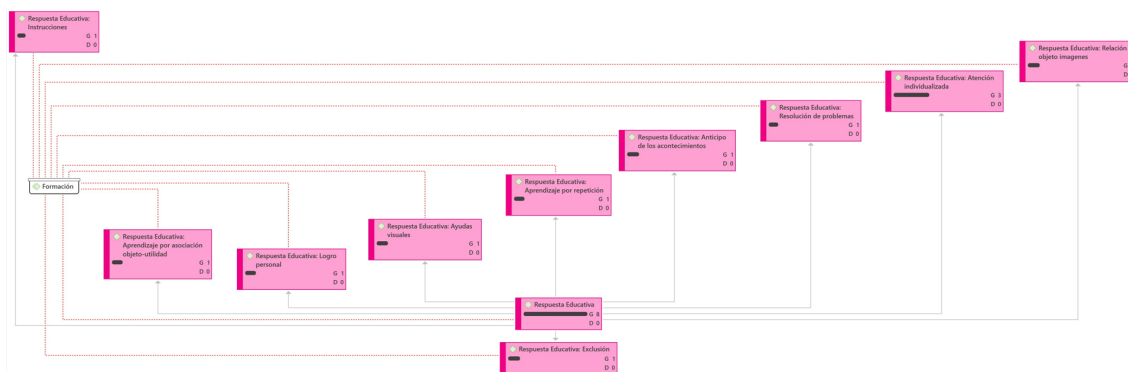 Respuesta Educativa:
Instrucciones
G 1
D 0
Respuesta Educativa: Relación
objeto imagenes
G
D
Respuesta Educativa: Atención
individualizada
G 3
D 0
Respuesta Educativa:
Resolución de problemas
G 1
D 0
Respuesta Educativa: Anticipo
de los acontecimientos
G 1
D 0
Respuesta Educativa:
Aprendizaje por repetición
G 1
D 0
Formación
Respuesta Educativa: Ayudas
visuales
G 1
D 0
Respuesta Educativa:
Aprendizaje por asociación
objeto-utilidad
G 1
D 0
Respuesta Educativa: Logro
personal
G 1
D 0
Respuesta Educativa
G 8
D 0
Respuesta Educativa: Exclusión
G 1
D 0